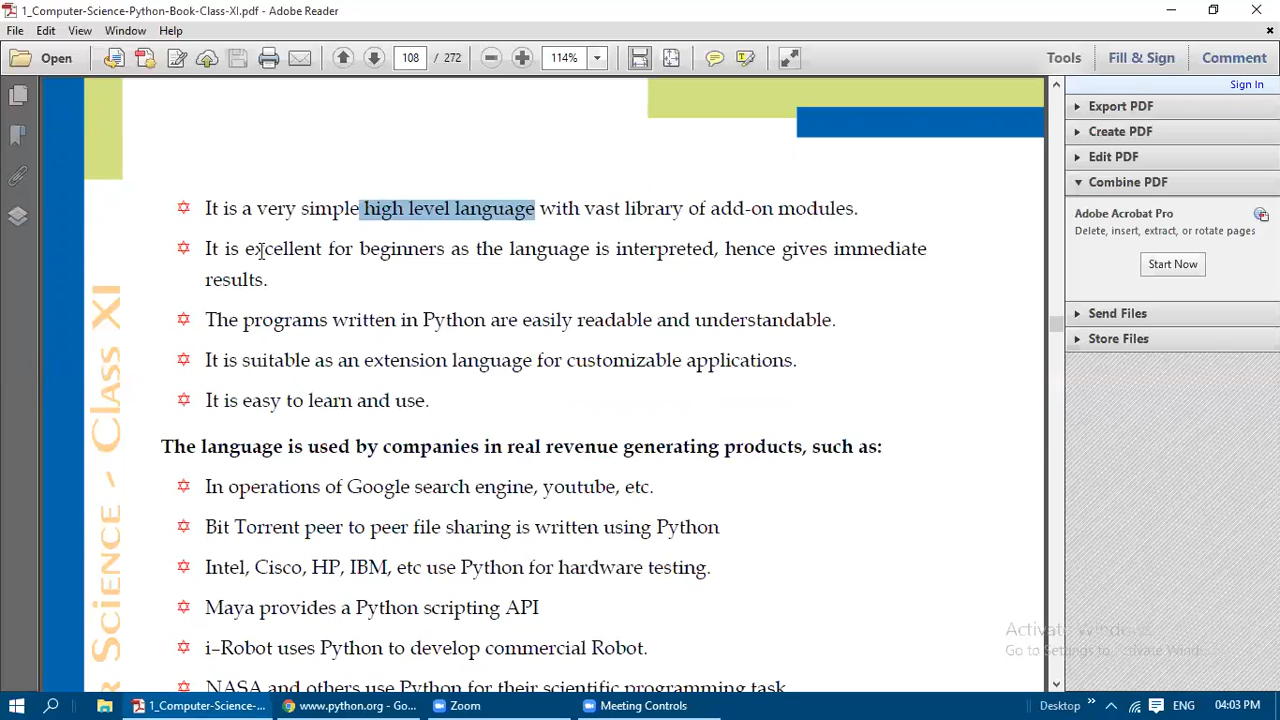 1_Computer-Science-Python-Book-Class-XI.pdf - Adobe Reader
File Edit View Window Help
Open 108 / 272 114% Tools Fill & Sign Comment
Sign In
Export PDF
Create PDF
Edit PDF
Combine PDF
Adobe Acrobat Pro
Delete, insert, extract, or rotate pages
Start Now
Send Files
Store Files
It is a very simple high level language with vast library of add-on modules.
It is excellent for beginners as the language is interpreted, hence gives immediate
results.
The programs written in Python are easily readable and understandable.
It is suitable as an extension language for customizable applications.
It is easy to learn and use.
The language is used by companies in real revenue generating products, such as:
In operations of Google search engine, youtube, etc.
Bit Torrent peer to peer file sharing is written using Python
Intel, Cisco, HP, IBM, etc use Python for hardware testing.
Maya provides a Python scripting API
i–Robot uses Python to develop commercial Robot.
NASA and others use Python for their scientific programming task
R SCIENCE - CLASS XI
Activate Windows
Go to Settings to Activate Windows
1_Computer-Science-... www.python.org - Go... Zoom Meeting Controls Desktop ENG 04:03 PM